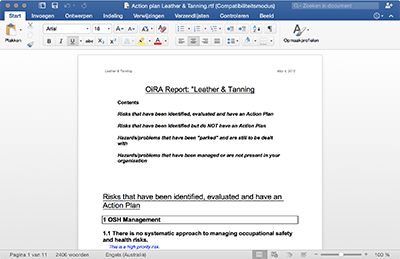 Action plan Leather & Tanning.rtf (Compatibiliteitsmodus)
Zoeken in document
Start Invoegen Ontwerpen Indeling Verwijzingen Verzendlijsten Controleren Beeld
Plakken
Arial 16
B I U
Opmaakprofielen
Leather & Tanning
OiRA Report: "Leather & Tanning
Contents
Risks that have been identified, evaluated and have an Action Plan
Risks that have been identified but do NOT have an Action Plan
Hazards/problems that have been "parked" and are still to be dealt
with
Hazards/problems that have been managed or are not present in your
organisation
Risks that have been identified, evaluated and have an
Action Plan
1 OSH Management
1.1 There is no systematic approach to managing occupational safety
and health risks.
This is a high priority risk.
Pagina 1 van 11 2406 woorden Engels (Australië) 100 %